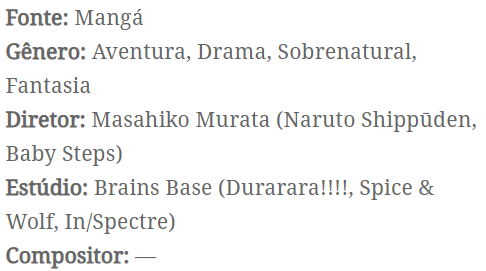 Fonte: Mangá
Gênero: Aventura, Drama, Sobrenatural,
Fantasia
Diretor: Masahiko Murata (Naruto Shippūden,
Baby Steps)
Estúdio: Brains Base (Durarara!!!!, Spice &
Wolf, In/Spectre)
Compositor: —